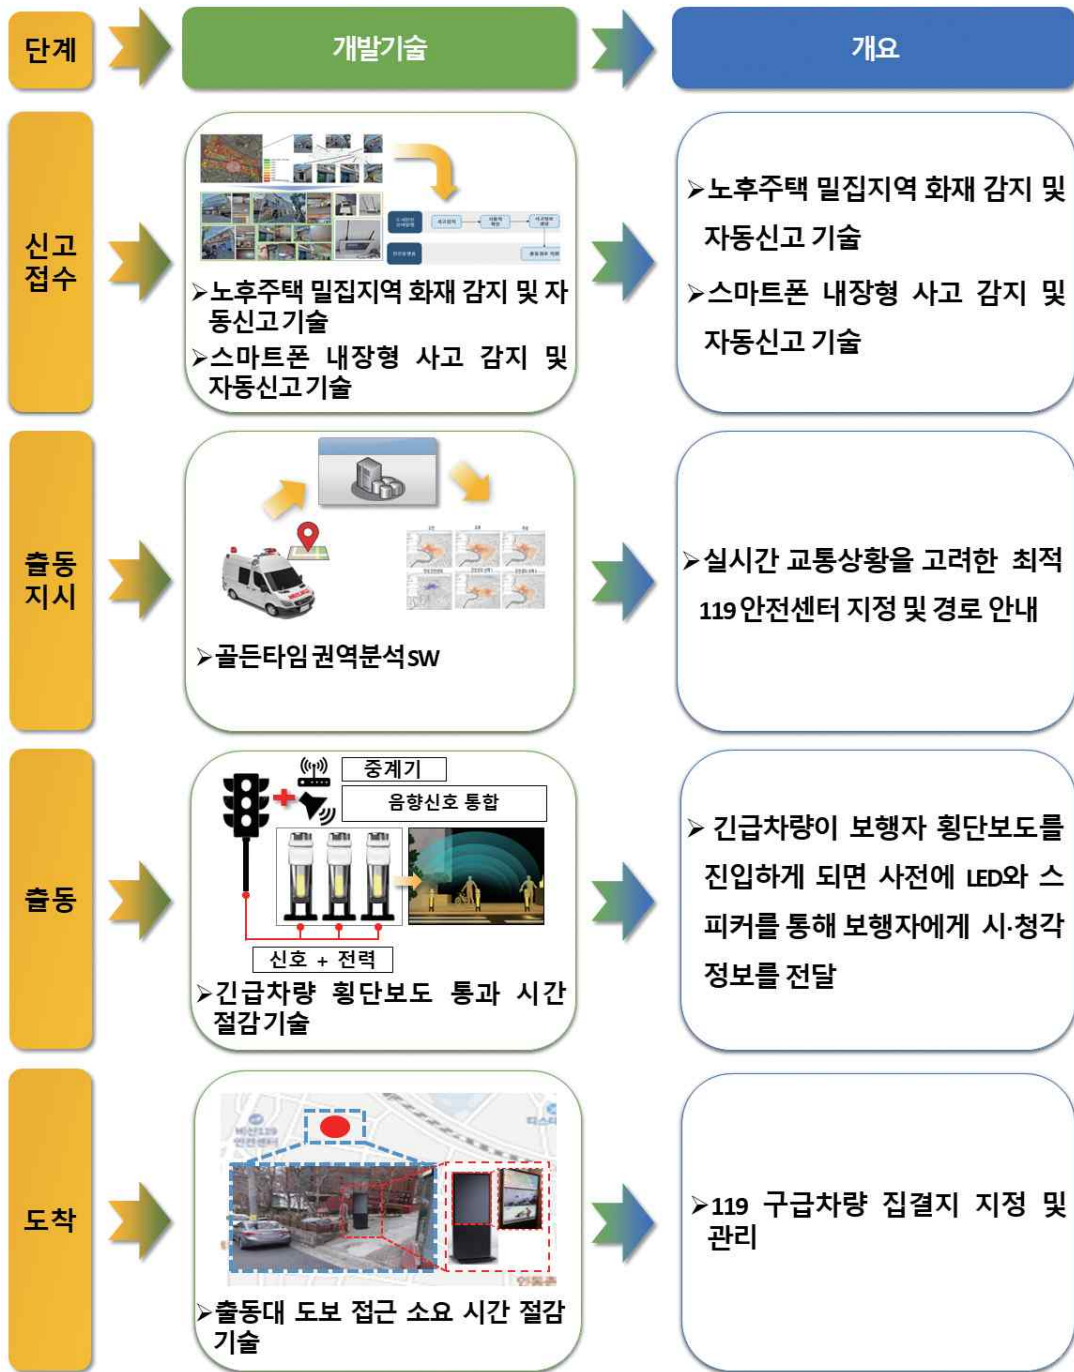 단계
개발기술
개요
신고
접수
➢노후주택 밀집지역 화재 감지 및 자
동신고 기술
➢스마트폰 내장형 사고 감지 및
자동신고 기술
➢노후주택 밀집지역 화재 감지 및
자동신고 기술
➢스마트폰 내장형 사고 감지 및
자동신고 기술
출동
지시
➢골든타임 권역분석SW
➢실시간 교통상황을 고려한 최적
119 안전센터 지정 및 경로 안내
출동
중계기
음향신호 통합
신호 + 전력
➢긴급차량 횡단보도 통과 시간
절감 기술
➢ 긴급차량이 보행자 횡단보도를
진입하게 되면 사전에 LED와 스
피커를 통해 보행자에게 시·청각
정보를 전달
도착
비산119
안전센터
➢출동대 도보 접근 소요 시간 절감
기술
➢119 구급차량 집결지 지정 및
관리